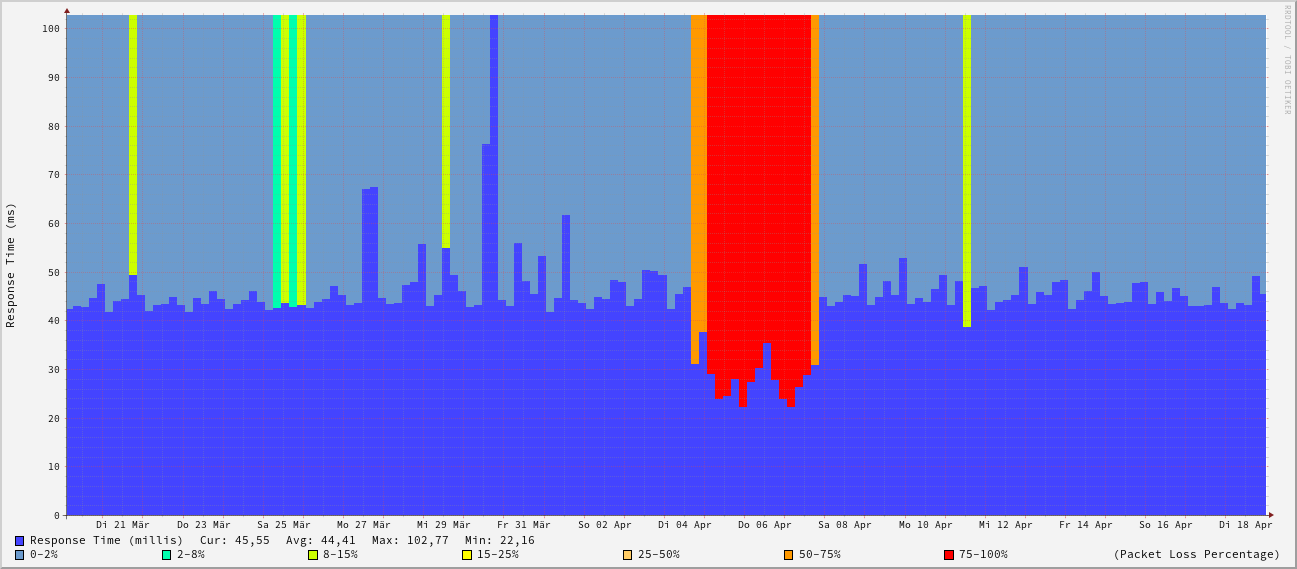 RRDTOOL / TOBI OETIKER
Response Time (ms)
100
90
80
70
60
50
40
30
20
10
0
Di 21 Mär Do 23 Mär Sa 25 Mär Mo 27 Mär Mi 29 Mär Fr 31 Mär So 02 Apr Di 04 Apr Do 06 Apr Sa 08 Apr Mo 10 Apr Mi 12 Apr Fr 14 Apr So 16 Apr Di 18 Apr
Response Time (millis) Cur: 45,55 Avg: 44,41 Max: 102,77 Min: 22,16
0-2% 2-8% 8-15% 15-25% 25-50% 50-75% 75-100% (Packet Loss Percentage)